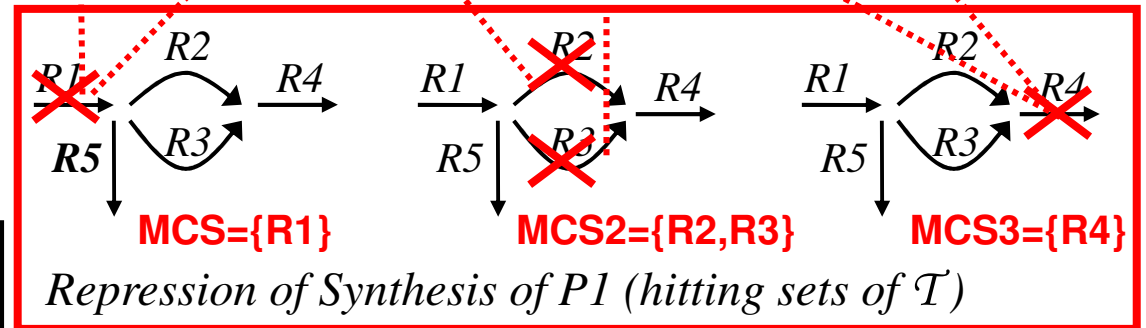 R1 R2 R4 R1 R2 R4 R1 R2 R4
R5 R3 R5 R3 R5 R3
MCS={R1} MCS2={R2,R3} MCS3={R4}
Repression of Synthesis of P1 (hitting sets of T)